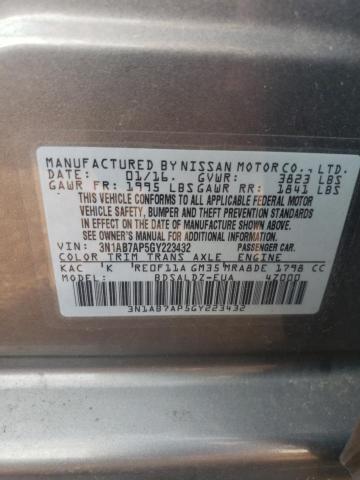 MANUFACTURED BY NISSAN MOTOR CO., LTD.
DATE: 01/16. GVWR: 3823 LBS
GAWR FR: 1995 LBS GAWR RR: 1841 LBS
THIS VEHICLE CONFORMS TO ALL APPLICABLE FEDERAL MOTOR
VEHICLE SAFETY, BUMPER AND THEFT PREVENTION STANDARDS
IN EFFECT ON THE DATE OF MANUFACTURE SHOWN ABOVE.
SEE OWNER'S MANUAL FOR ADDITIONAL INFORMATION.
VIN: 3N1AB7AP5GY223432 PASSENGER CAR.
COLOR TRIM TRANS AXLE ENGINE
KAC K RE0F11A GM35 MRA8DE 1798 CC
MODEL: BDSALDZ-EUA 4Z000
3N1AB7AP5GY223432